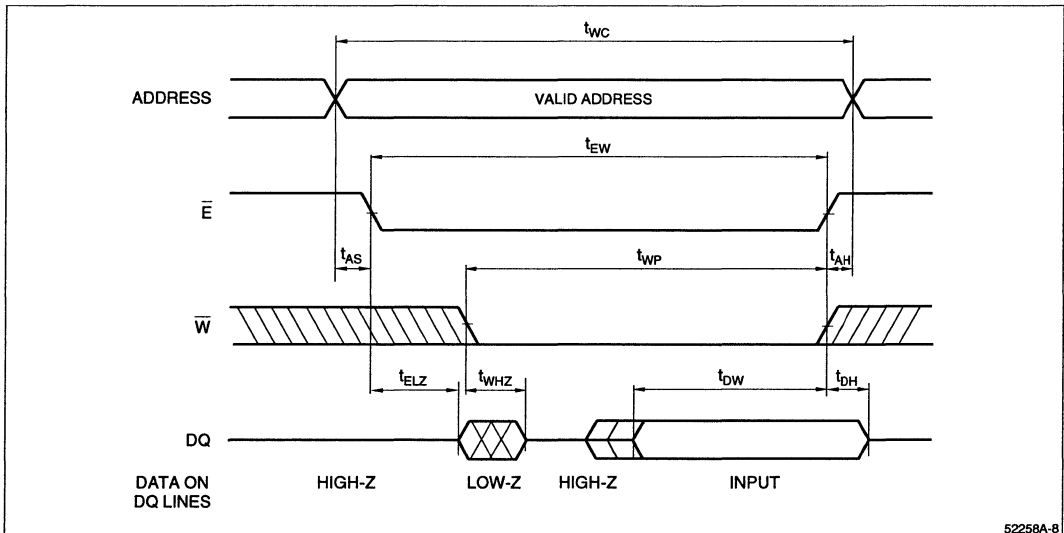 tWC
ADDRESS
VALID ADDRESS
tEW
E
tAS
tWP
tAH
W
tELZ
tWHZ
tDW
tDH
DQ
DATA ON
DQ LINES
HIGH-Z
LOW-Z
HIGH-Z
INPUT
52258A-8